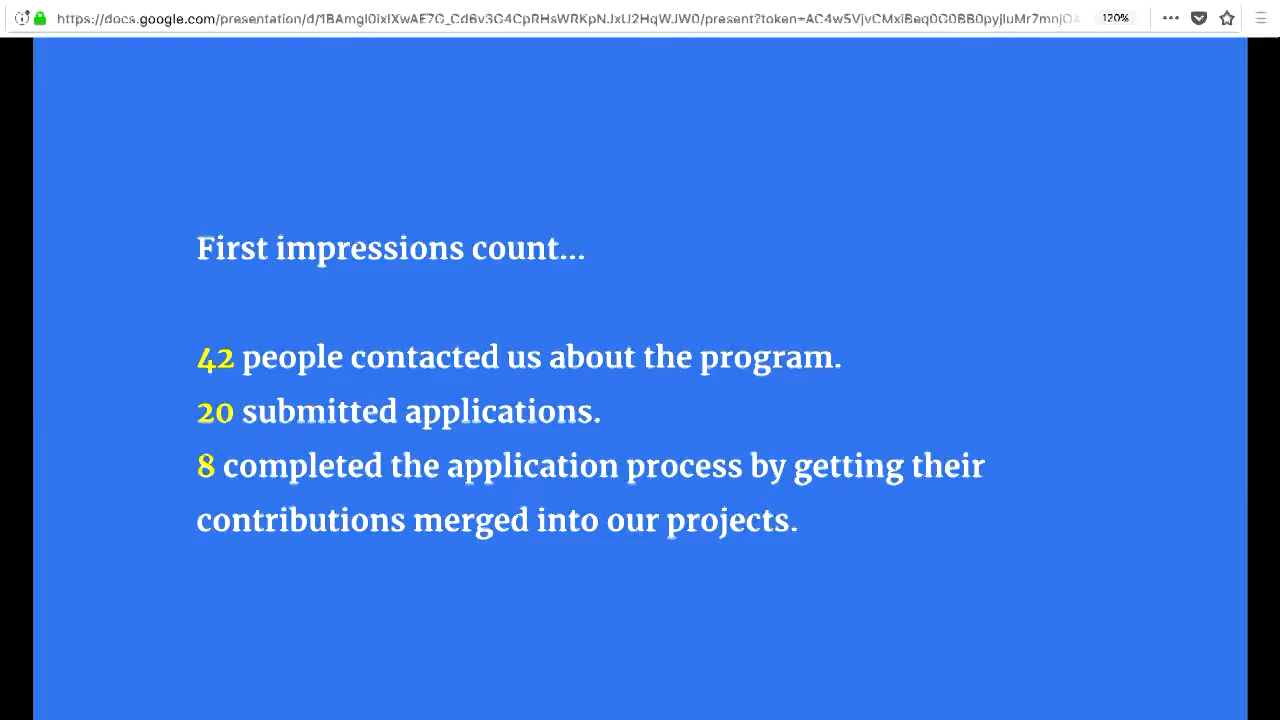 120%
First impressions count...
42 people contacted us about the program.
20 submitted applications.
8 completed the application process by getting their
contributions merged into our projects.